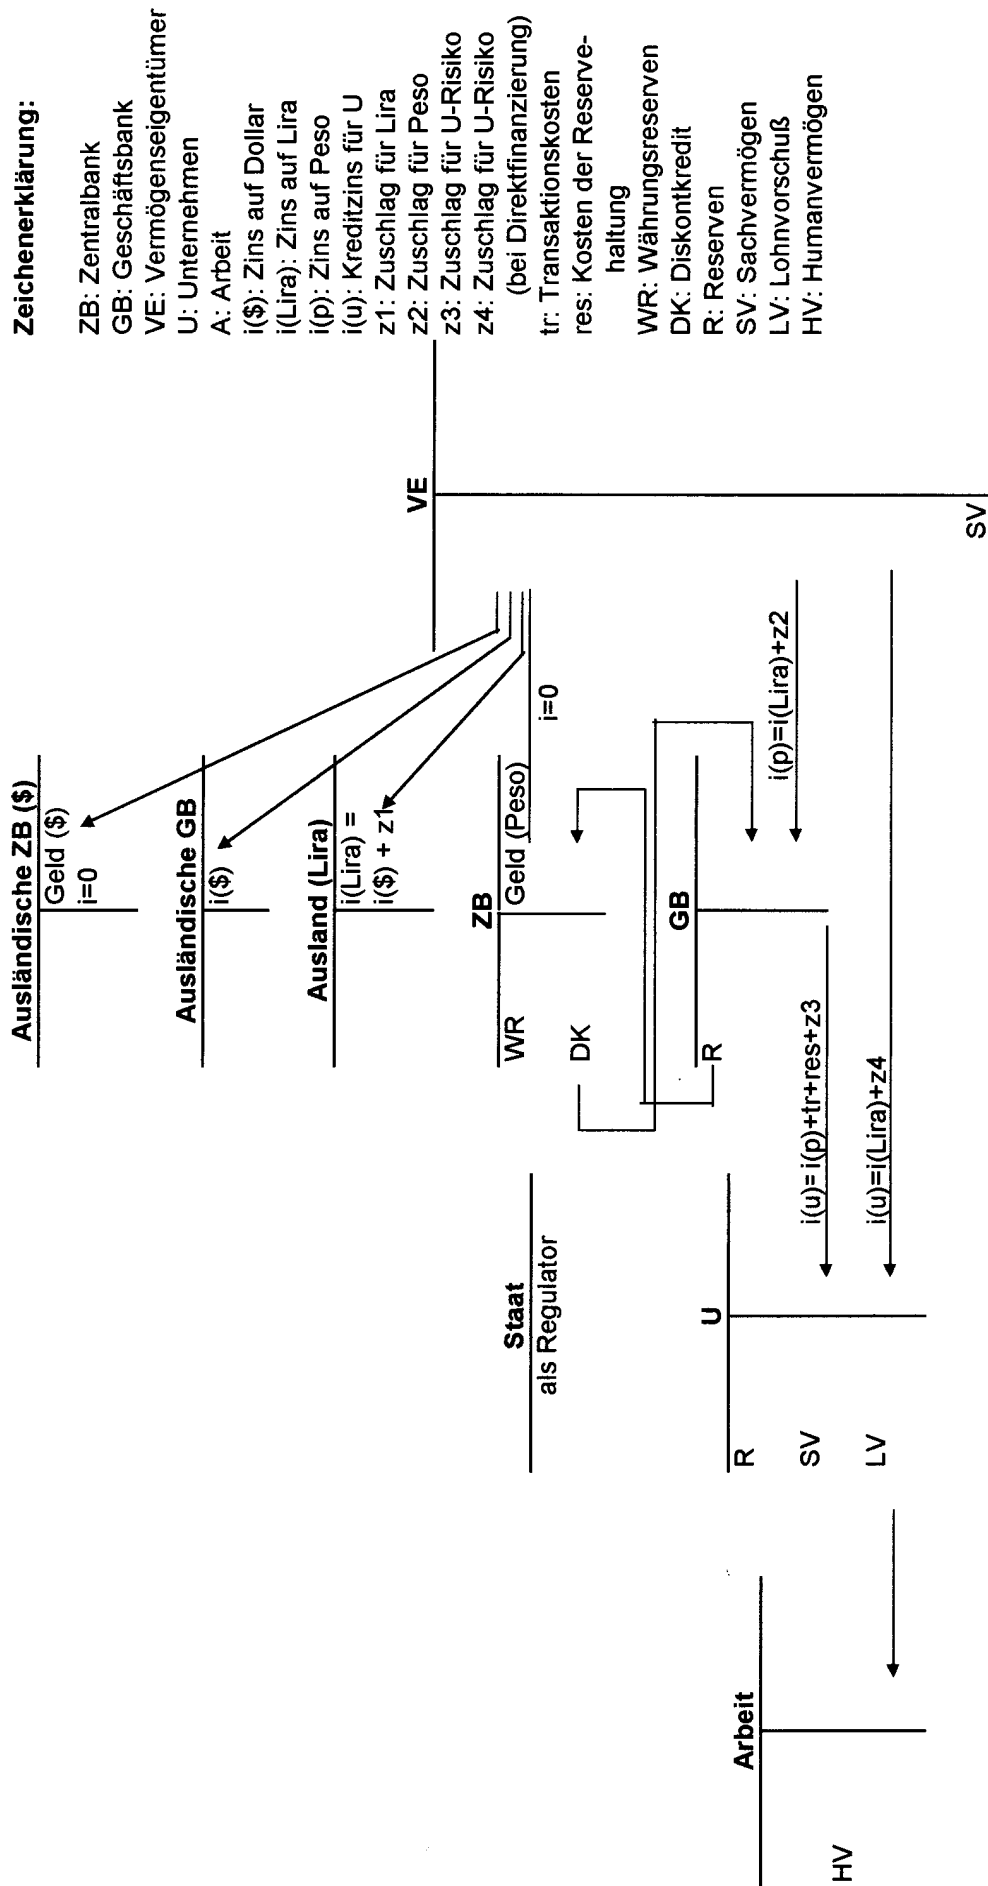 Zeichenerklärung:
ZB: Zentralbank
GB: Geschäftsbank
VE: Vermögenseigentümer
U: Unternehmen
A: Arbeit
i($): Zins auf Dollar
i(Lira): Zins auf Lira
i(p): Zins auf Peso
i(u): Kreditzins für U
z1: Zuschlag für Lira
z2: Zuschlag für Peso
z3: Zuschlag für U-Risiko
z4: Zuschlag für U-Risiko
(bei Direktfinanzierung)
tr: Transaktionskosten
res: Kosten der Reserve-
haltung
WR: Währungsreserven
DK: Diskontkredit
R: Reserven
SV: Sachvermögen
LV: Lohnvorschuß
HV: Humanvermögen
Ausländische ZB ($)
Geld ($)
i=0
Ausländische GB
i($)
Ausland (Lira)
i(Lira) =
i($) + z1
VE
SV
ZB
WR
Geld (Peso)
i=0
DK
GB
R
i(p)=i(Lira)+z2
Staat
als Regulator
U
R
SV
i(u)= i(p)+tr+res+z3
LV
i(u)=i(Lira)+z4
Arbeit
HV